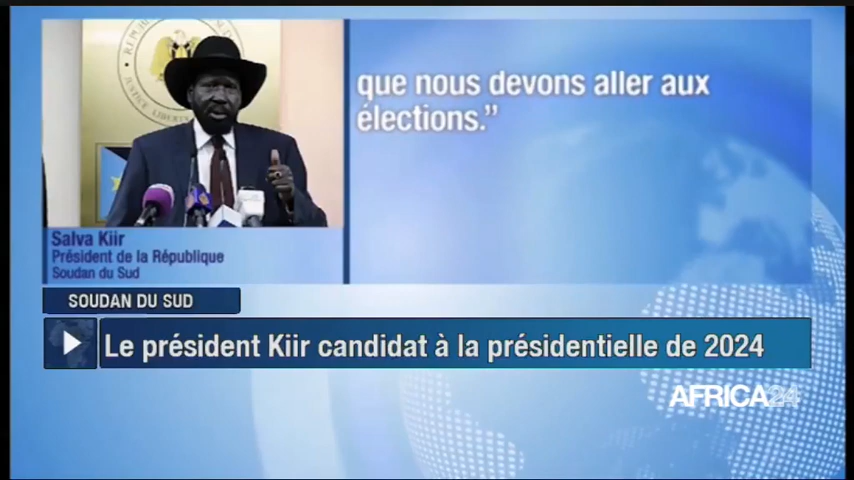 que nous devons aller aux
élections.”
Salva Kiir
Président de la République
Soudan du Sud
SOUDAN DU SUD
Le président Kiir candidat à la présidentielle de 2024
AFRICA24